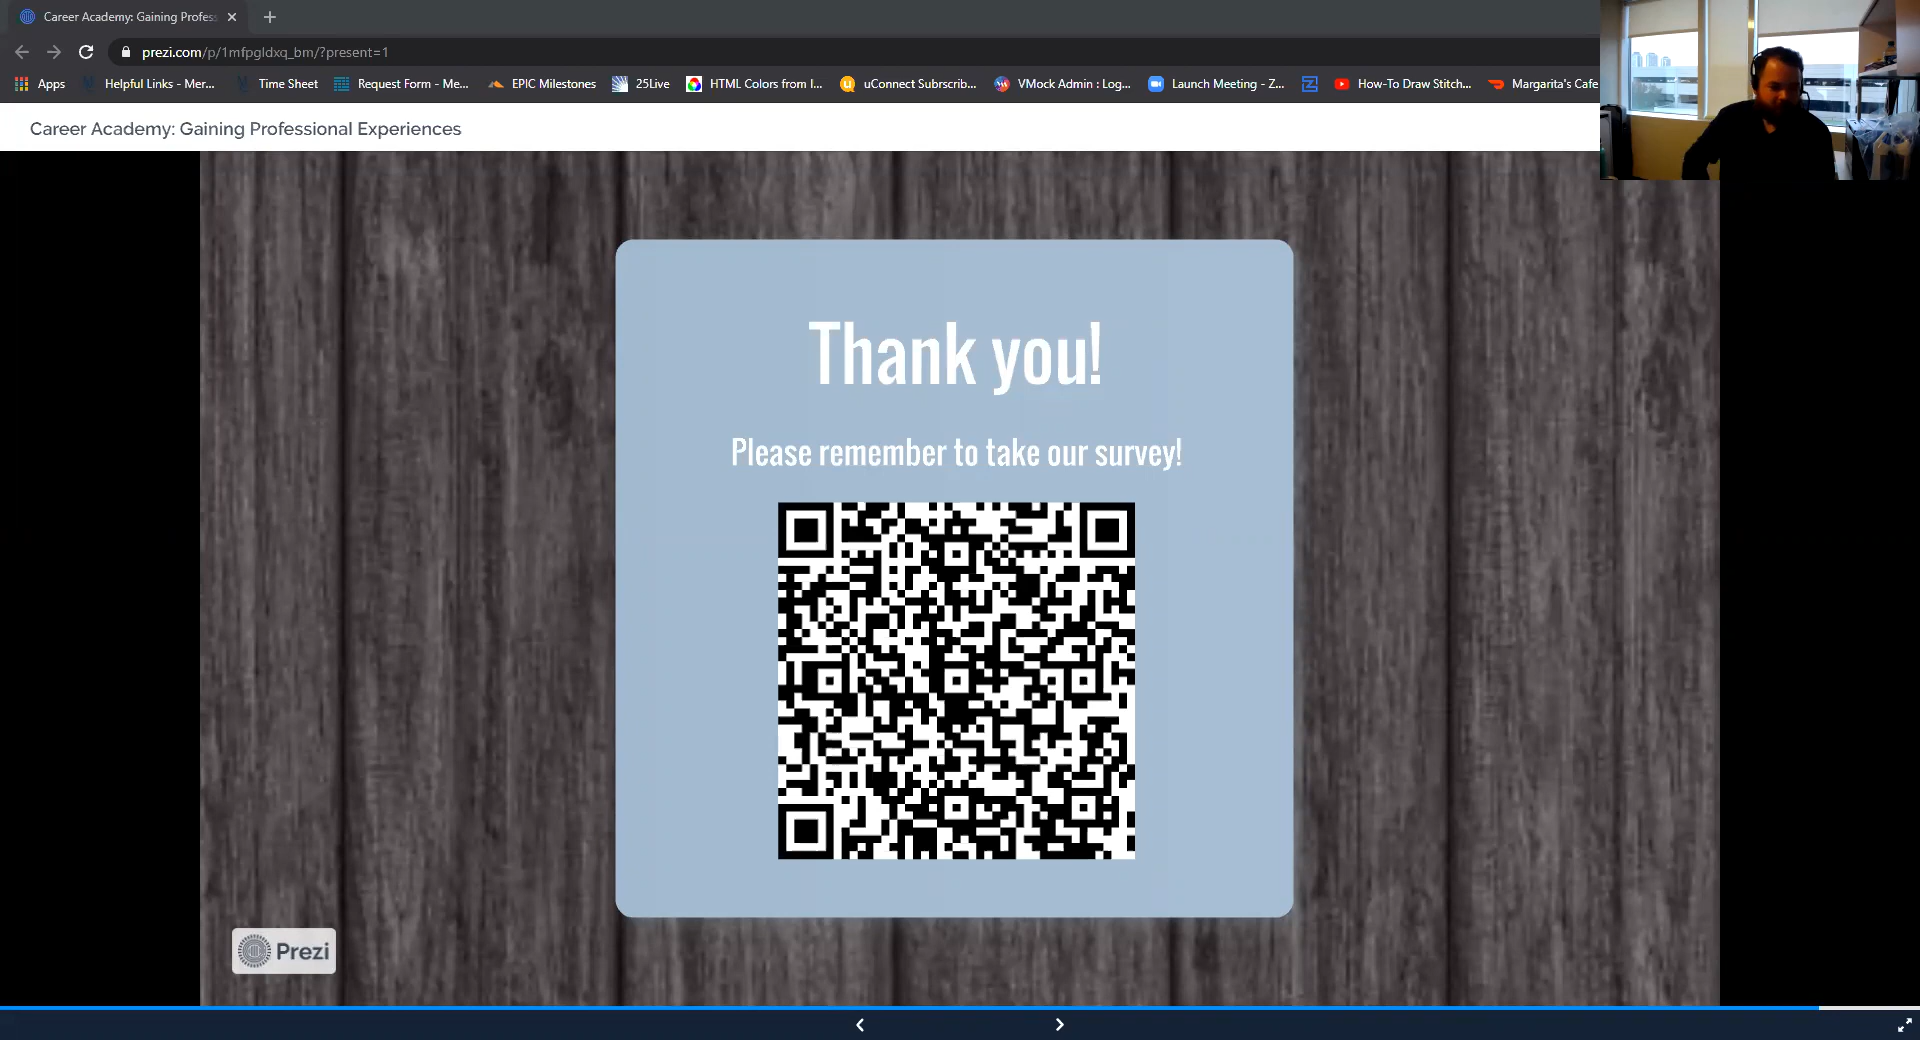 Career Academy: Gaining Profess
prezi.com/p/1mfpgldxq_bm/?present=1
Apps Helpful Links - Mer... Time Sheet Request Form - Me... EPIC Milestones 25Live HTML Colors from I... uConnect Subrscrib... VMock Admin : Log... Launch Meeting - Z... How-To Draw Stitch... Margarita's Cafe
Career Academy: Gaining Professional Experiences
Thank you!
Please remember to take our survey!
Prezi